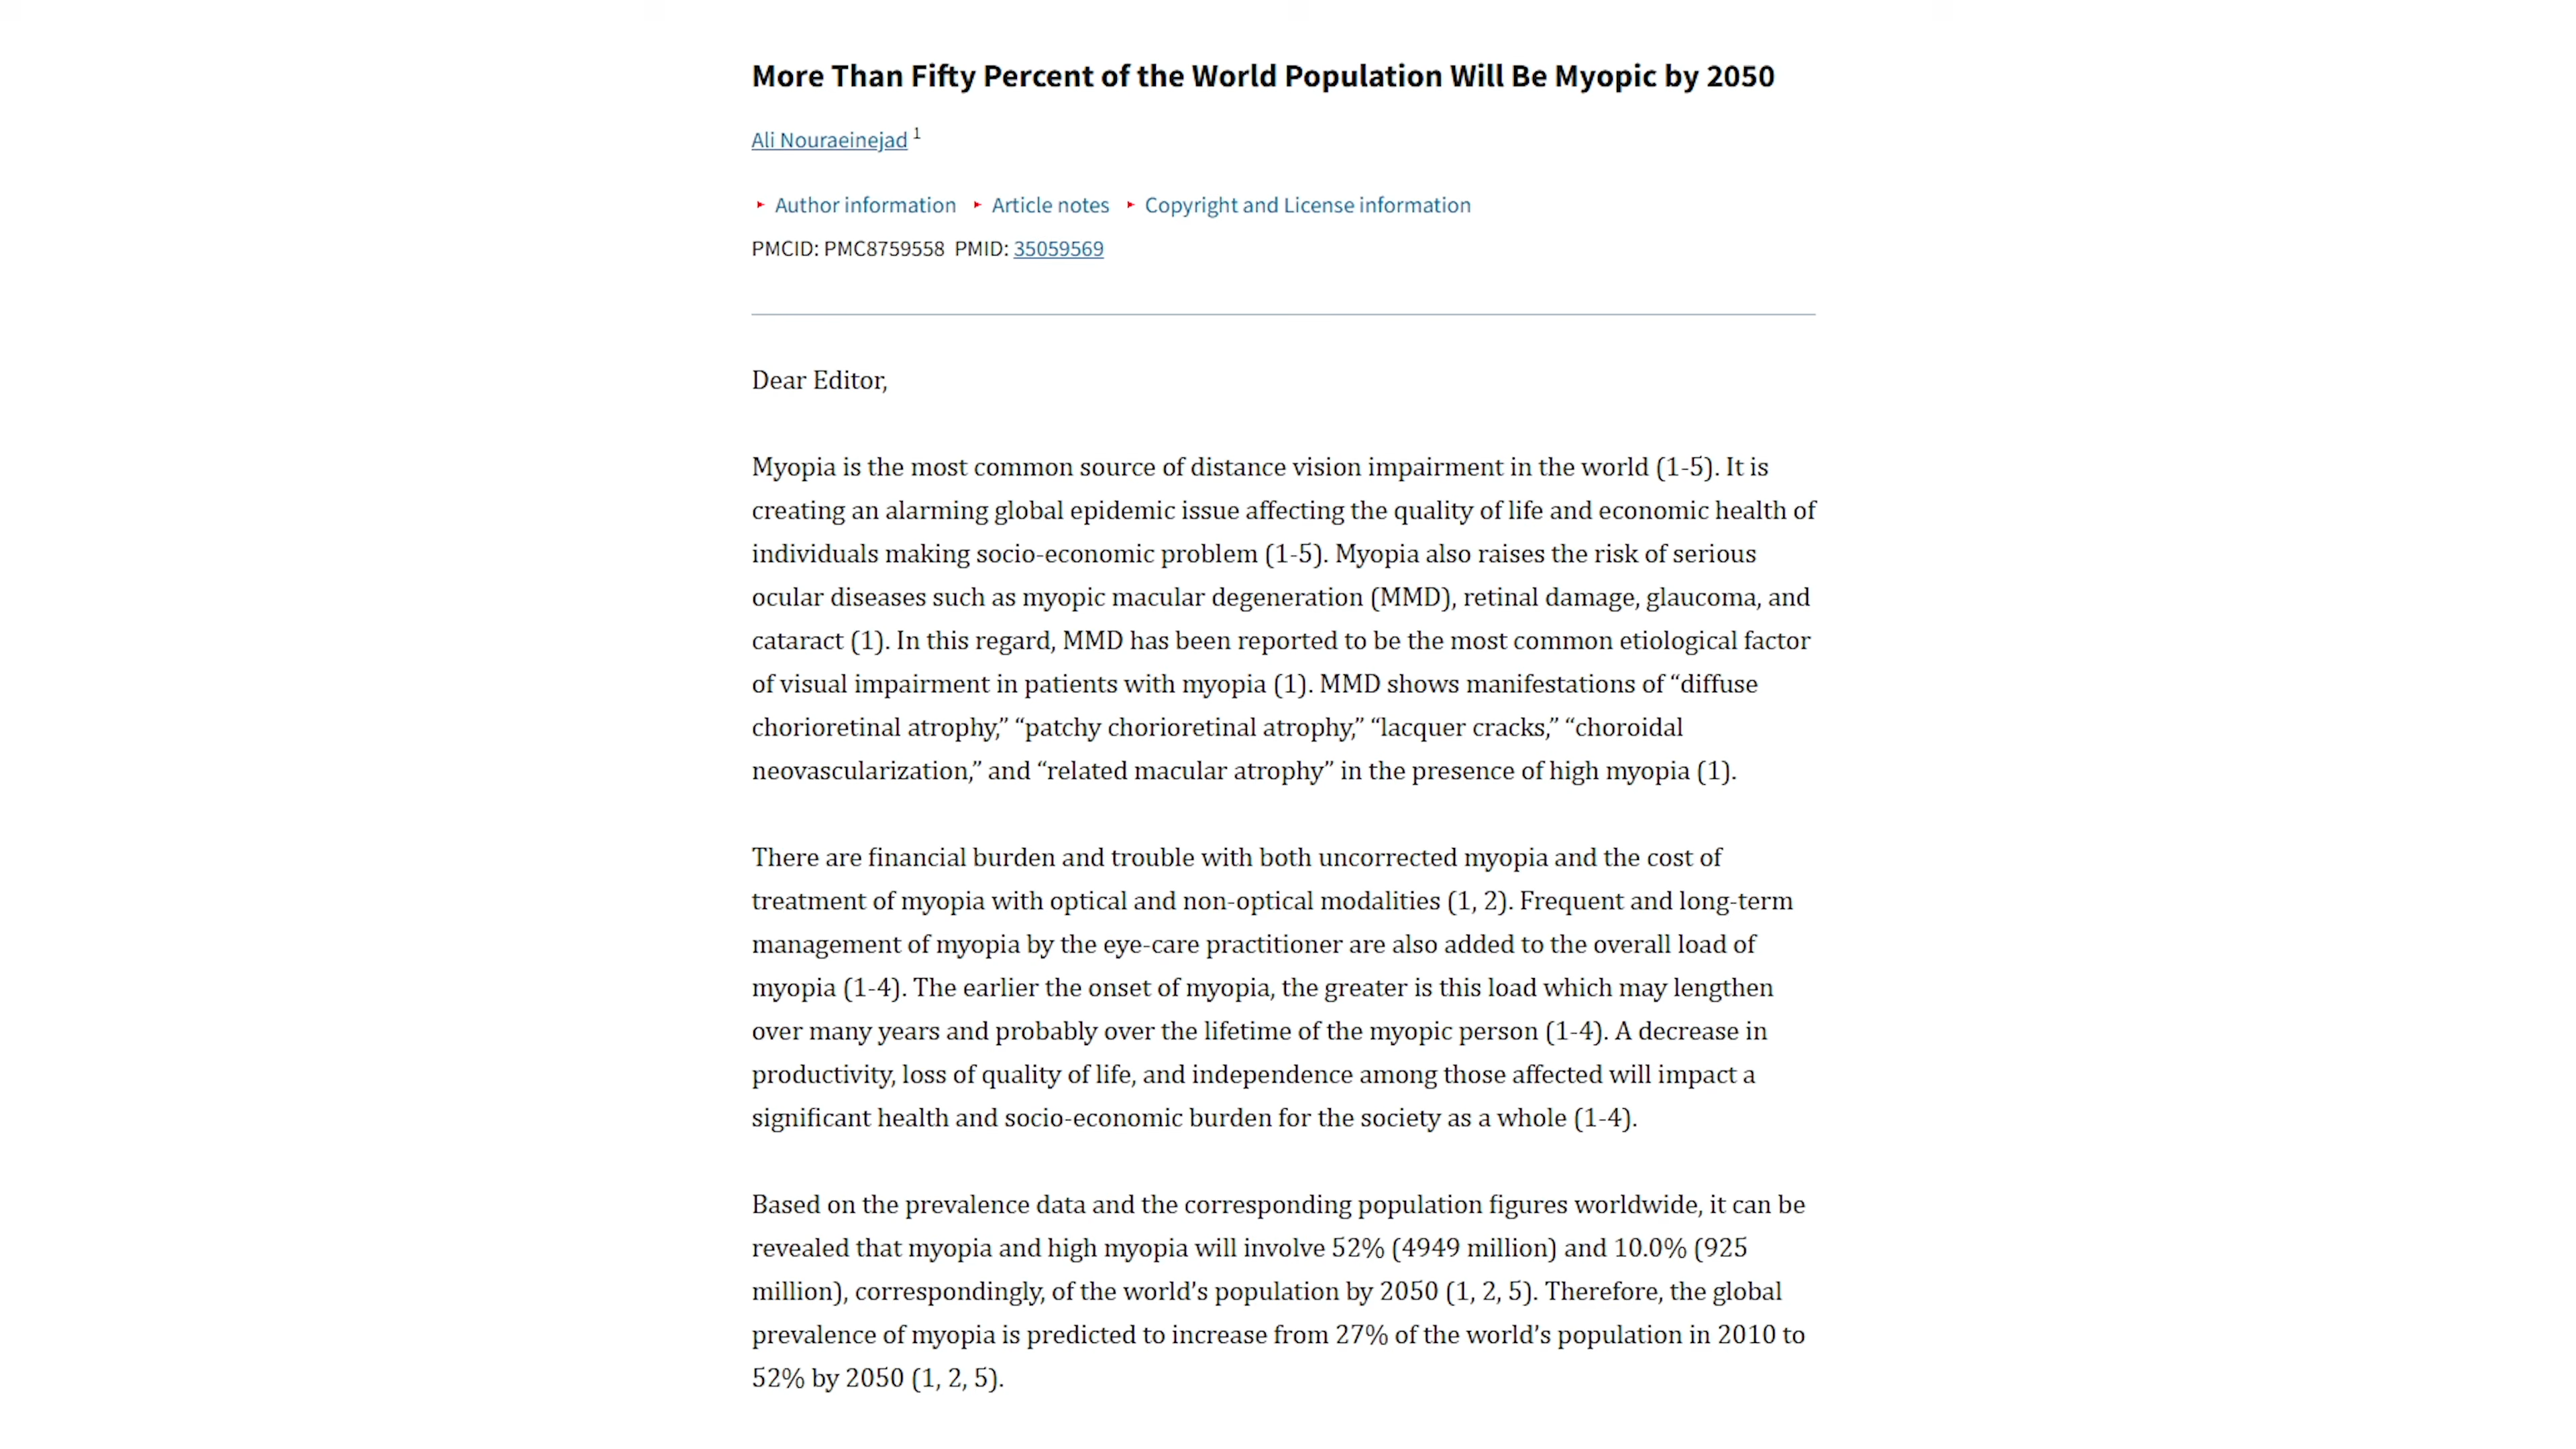 More Than Fifty Percent of the World Population Will Be Myopic by 2050
Ali Nouraeinejad 1
Author information Article notes Copyright and License information
PMCID: PMC8759558 PMID: 35059569
Dear Editor,
Myopia is the most common source of distance vision impairment in the world (1-5). It is
creating an alarming global epidemic issue affecting the quality of life and economic health of
individuals making socio-economic problem (1-5). Myopia also raises the risk of serious
ocular diseases such as myopic macular degeneration (MMD), retinal damage, glaucoma, and
cataract (1). In this regard, MMD has been reported to be the most common etiological factor
of visual impairment in patients with myopia (1). MMD shows manifestations of “diffuse
chorioretinal atrophy,” “patchy chorioretinal atrophy,” “lacquer cracks,” “choroidal
neovascularization,” and “related macular atrophy” in the presence of high myopia (1).
There are financial burden and trouble with both uncorrected myopia and the cost of
treatment of myopia with optical and non-optical modalities (1, 2). Frequent and long-term
management of myopia by the eye-care practitioner are also added to the overall load of
myopia (1-4). The earlier the onset of myopia, the greater is this load which may lengthen
over many years and probably over the lifetime of the myopic person (1-4). A decrease in
productivity, loss of quality of life, and independence among those affected will impact a
significant health and socio-economic burden for the society as a whole (1-4).
Based on the prevalence data and the corresponding population figures worldwide, it can be
revealed that myopia and high myopia will involve 52% (4949 million) and 10.0% (925
million), correspondingly, of the world’s population by 2050 (1, 2, 5). Therefore, the global
prevalence of myopia is predicted to increase from 27% of the world’s population in 2010 to
52% by 2050 (1, 2, 5).